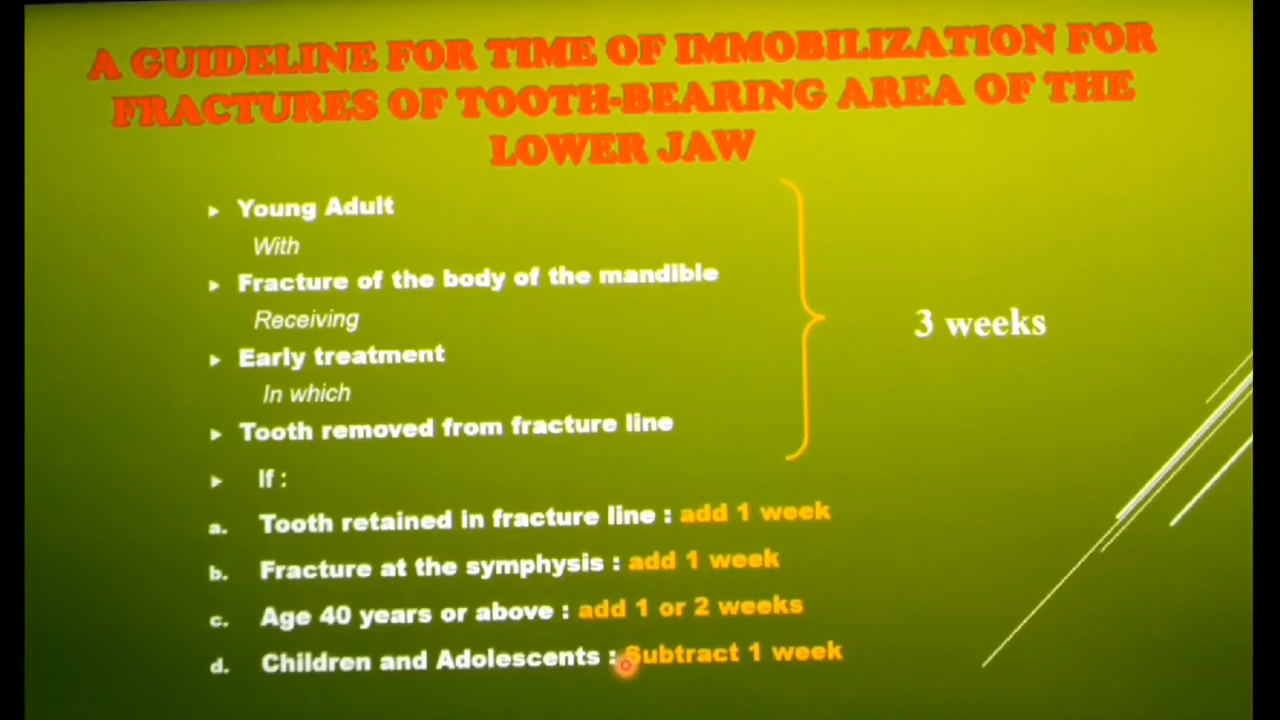 A GUIDELINE FOR TIME OF IMMOBILIZATION FOR
FRACTURES OF TOOTH-BEARING AREA OF THE
LOWER JAW
Young Adult
With
Fracture of the body of the mandible
Receiving
Early treatment
In which
Tooth removed from fracture line
3 weeks
If :
a. Tooth retained in fracture line : add 1 week
b. Fracture at the symphysis : add 1 week
c. Age 40 years or above : add 1 or 2 weeks
d. Children and Adolescents : Subtract 1 week